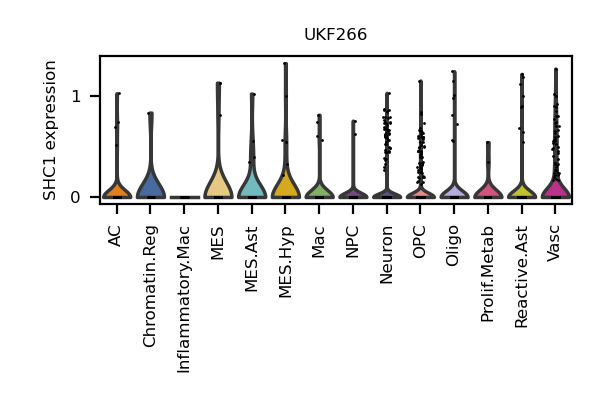 UKF266
SHC1 expression
1
0
AC
Chromatin.Reg
Inflammatory.Mac
MES
MES.Ast
MES.Hyp
Mac
NPC
Neuron
OPC
Oligo
Prolif.Metab
Reactive.Ast
Vasc